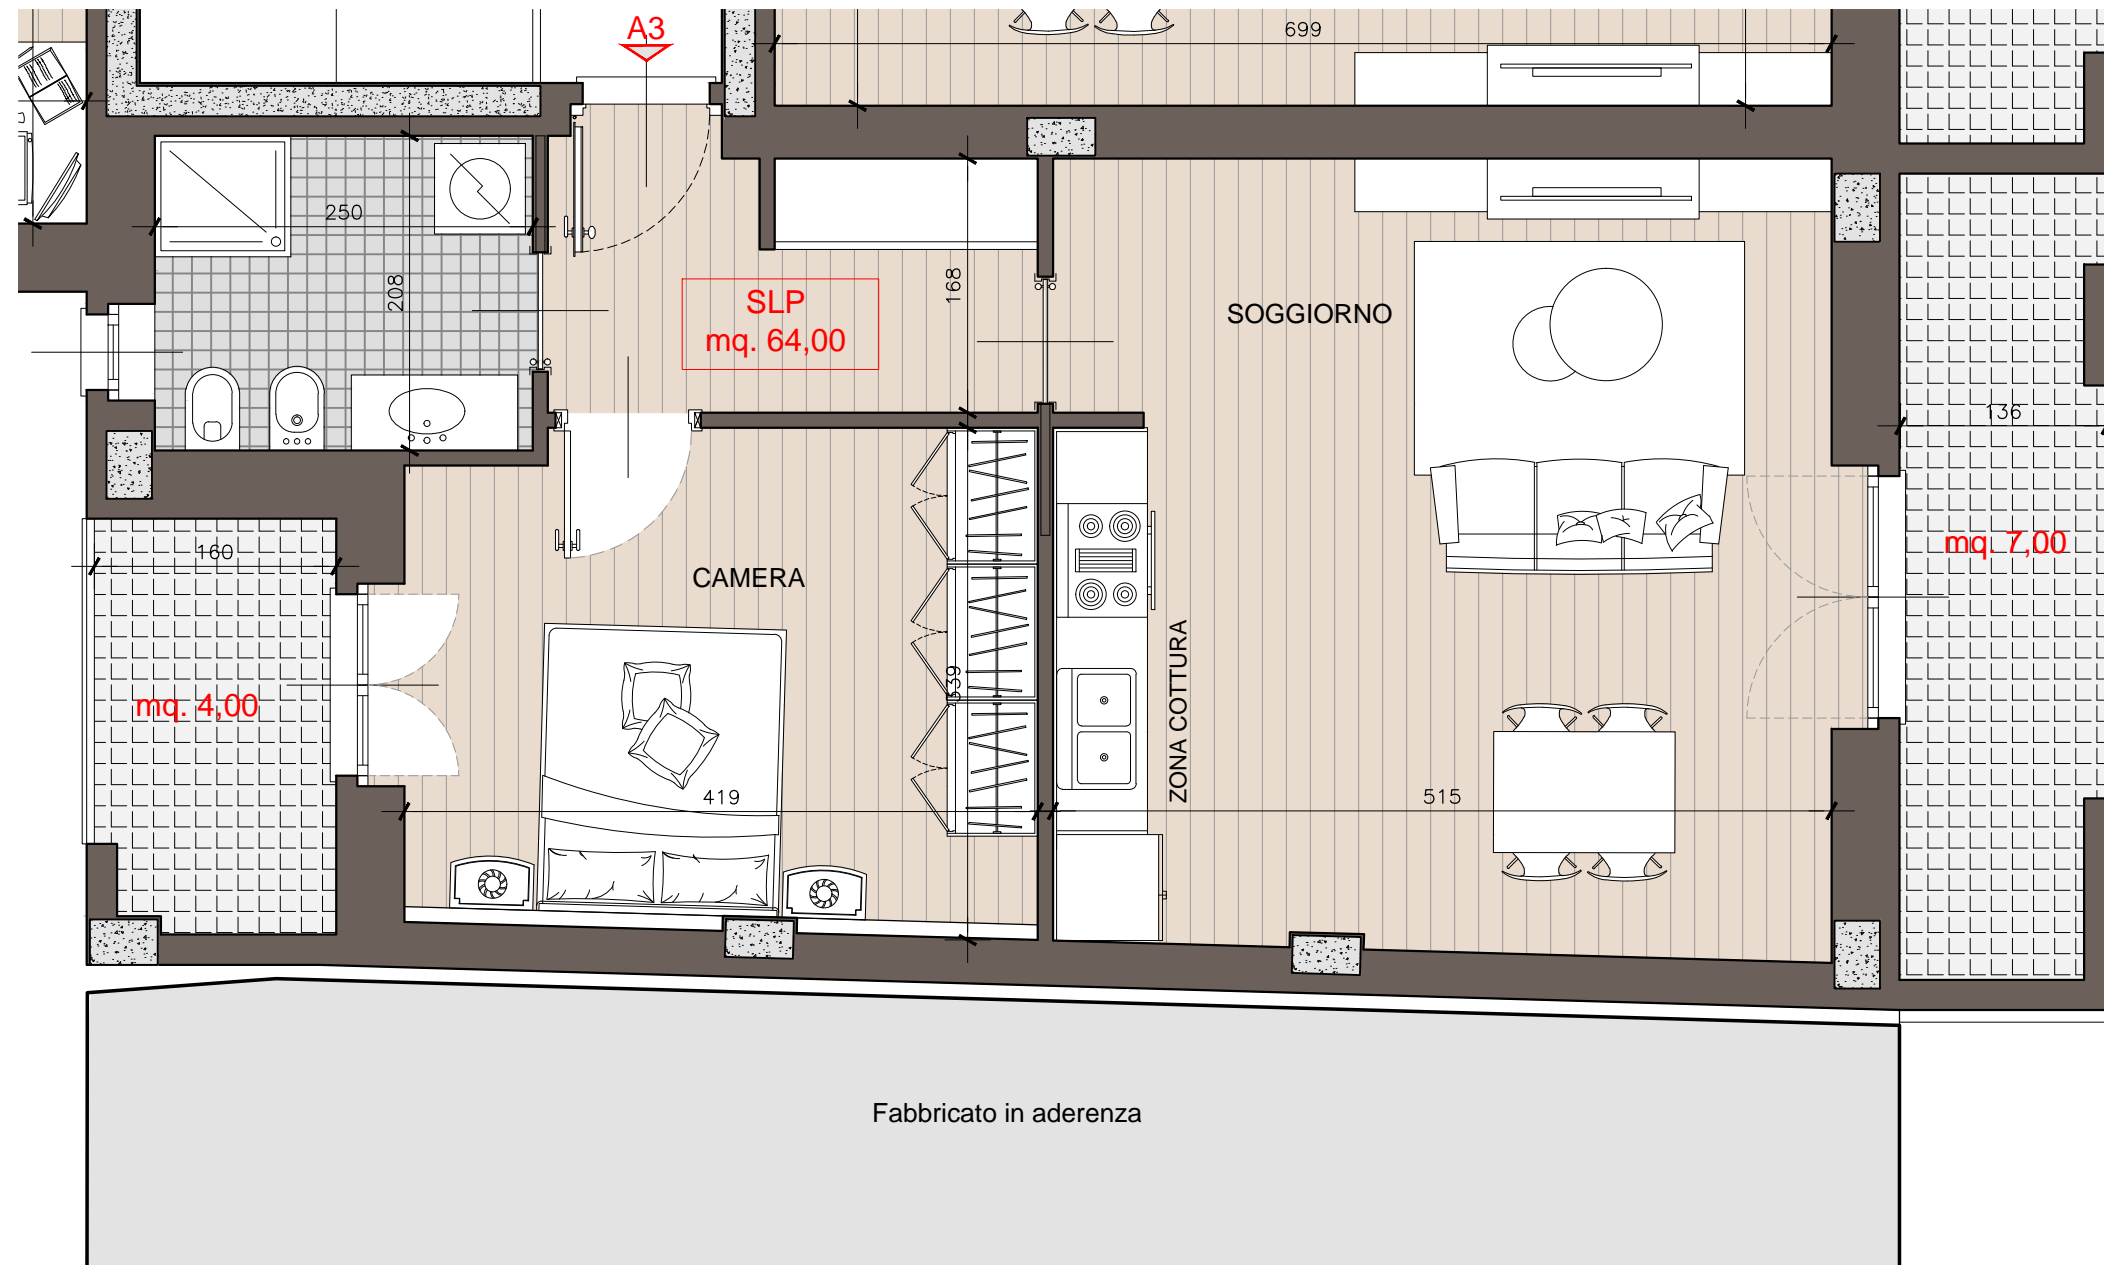 A3
699
250
208
168
SLP
mq. 64,00
SOGGIORNO
136
160
mq. 7,00
CAMERA
ZONA COTTURA
339
mq. 4,00
419
515
Fabbricato in aderenza